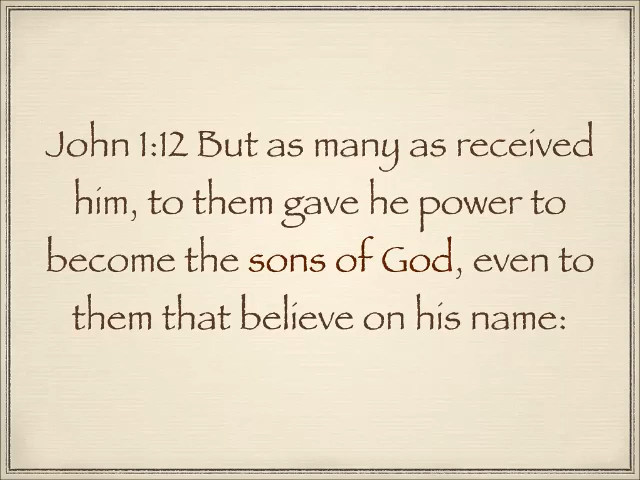 John 1:12 But as many as received
him, to them gave he power to
become the sons of God, even to
them that believe on his name: